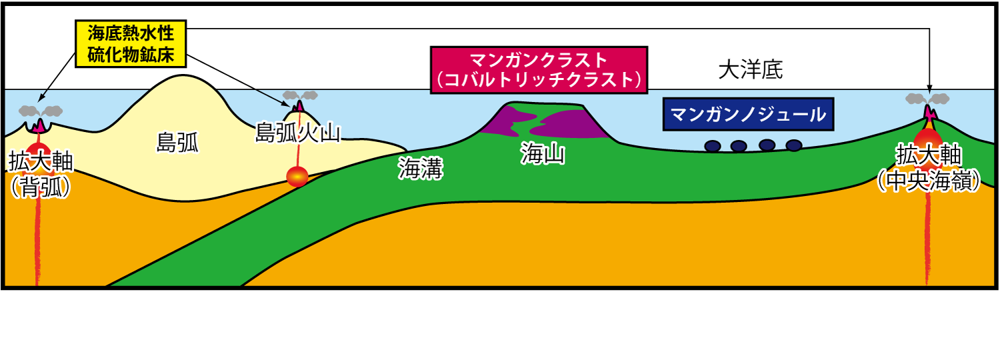 海底熱水性
硫化物鉱床
マンガンクラスト
（コバルトリッチクラスト）
大洋底
マンガンノジュール
島弧
島弧火山
海山
海溝
拡大軸
（背弧）
拡大軸
（中央海嶺）